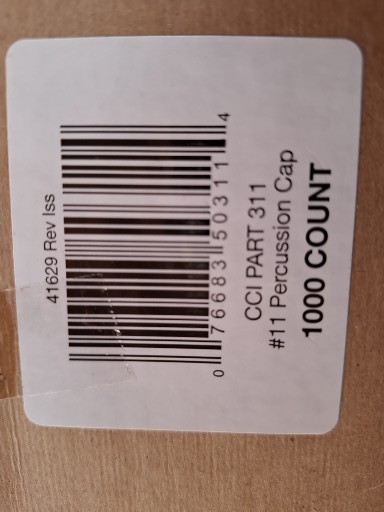 41629 Rev Iss
0 76683 50311 4
CCI PART 311
#11 Percussion Cap
1000 COUNT